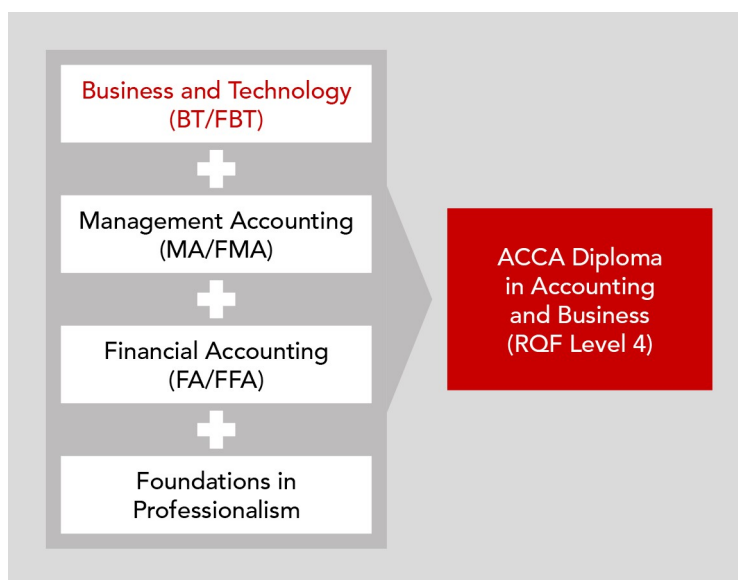 Business and Technology
(BT/FBT)
Management Accounting
(MA/FMA)
Financial Accounting
(FA/FFA)
Foundations in
Professionalism
ACCA Diploma
in Accounting
and Business
(RQF Level 4)